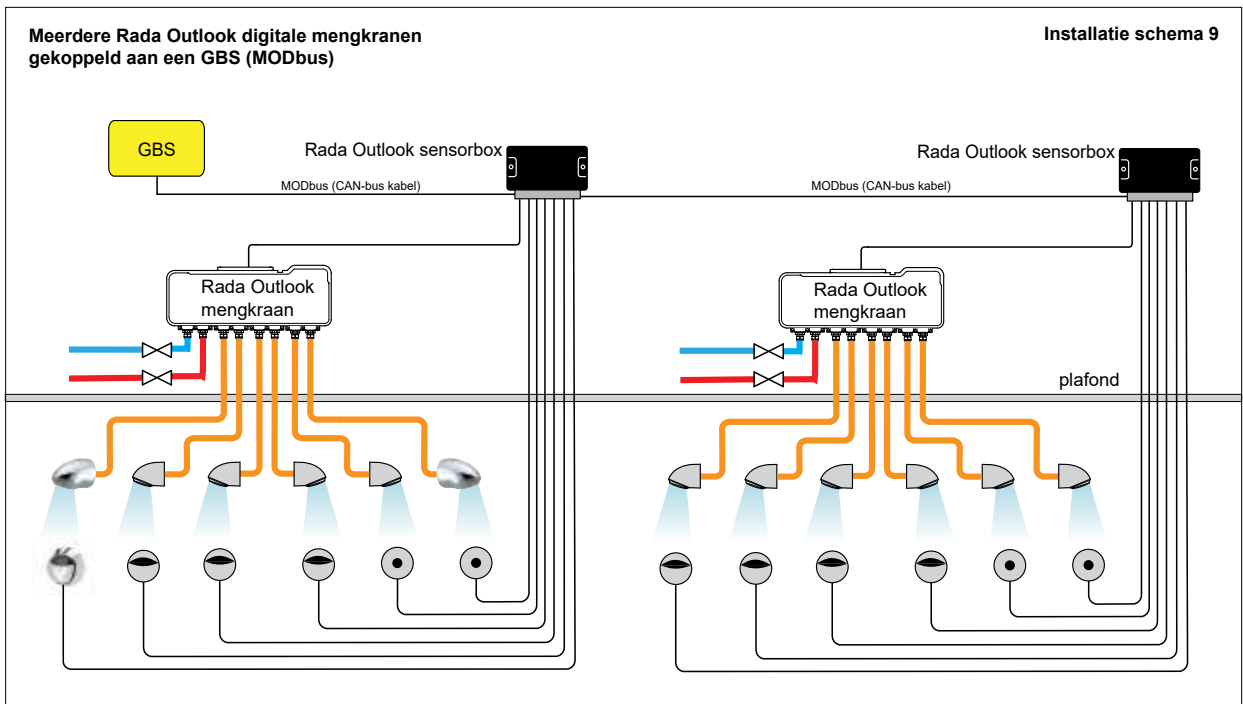 Meerdere Rada Outlook digitale mengkranen
gekoppeld aan een GBS (MODbus)
Installatie schema 9
GBS
Rada Outlook sensorbox
Rada Outlook sensorbox
MODbus (CAN-bus kabel)
MODbus (CAN-bus kabel)
Rada Outlook
mengkraan
Rada Outlook
mengkraan
plafond